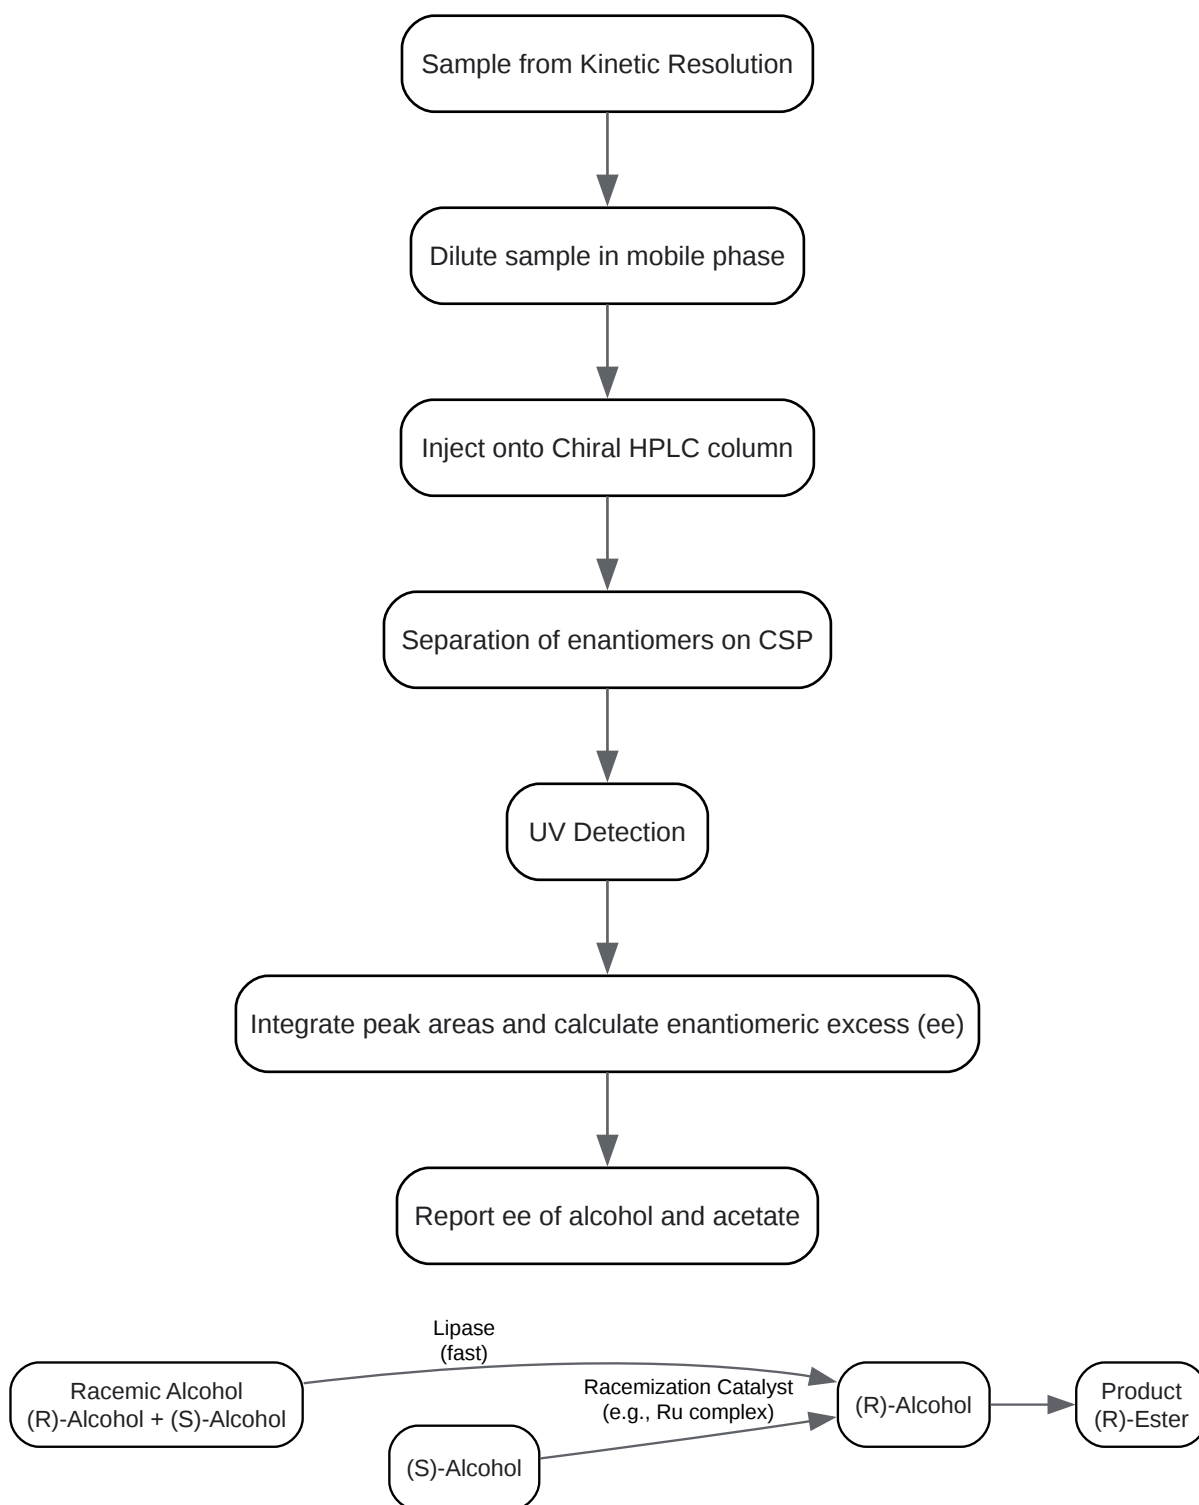 Sample from Kinetic Resolution
Dilute sample in mobile phase
Inject onto Chiral HPLC column
Separation of enantiomers on CSP
UV Detection
Integrate peak areas and calculate enantiomeric excess (ee)
Report ee of alcohol and acetate
Lipase
(fast)
Racemic Alcohol
(R)-Alcohol + (S)-Alcohol
Racemization Catalyst
(e.g., Ru complex)
(S)-Alcohol
(R)-Alcohol
Product
(R)-Ester